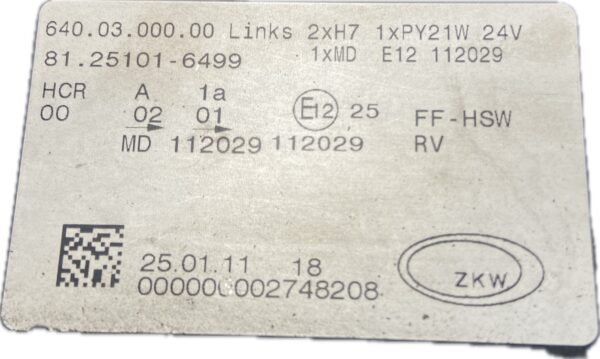 640.03.000.00 Links 2xH7 1xPY21W 24V
81.25101-6499 1xMD E12 112029
HCR A 1a
00 02 01 E12 25 FF-HSW
MD 112029 112029 RV
25.01.11 18
000000002748208
ZKW